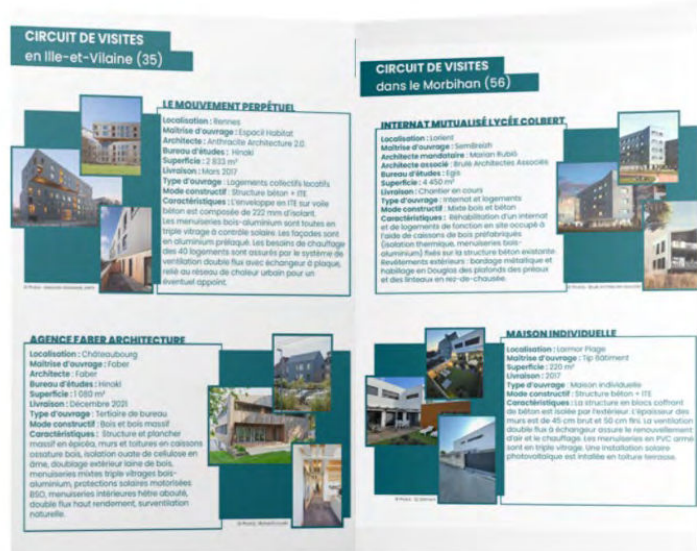 CIRCUIT DE VISITES
en Ille-et-Vilaine (35)
LE MOUVEMENT PERPÉTUEL
Localisation : Rennes
Maîtrise d'ouvrage : Espacil Habitat
Architecte : Anthracite Architecture 2.0
Bureau d'études : Hinoki
Superficie : 2 833 m²
Livraison : Mars 2017
Type d'ouvrage : Logements collectifs locatifs
Mode constructif : Structure béton + ITE
Caractéristiques : L'enveloppe en ITE sur voile
béton est composée de 222 mm d'isolant.
Les menuiseries bois-aluminium sont toutes en
triple vitrage à contrôle solaire. Les façades sont
en aluminium prélaqué. Les besoins de chauffage
des 40 logements sont assurés par le système de
ventilation double flux avec échangeur à plaque,
relié au réseau de chaleur urbain pour un
éventuel appoint.
AGENCE FABER ARCHITECTURE
Localisation : Châteaubourg
Maîtrise d'ouvrage : Faber
Architecte : Faber
Bureau d'études : Hinoki
Superficie : 1 080 m²
Livraison : Décembre 2021
Type d'ouvrage : Tertiaire de bureau
Mode constructif : Bois et bois massif
Caractéristiques : Structure et plancher
massif en épicéa, murs et toitures en caissons
ossature bois, isolation ouate de cellulose en
âme, doublage extérieur laine de bois,
menuiseries mixtes triple vitrages bois-
aluminium, protections solaires motorisées
BSO, menuiseries intérieures hêtre abouté,
double flux haut rendement, surventilation
naturelle.
CIRCUIT DE VISITES
dans le Morbihan (56)
INTERNAT MUTUALISÉ LYCÉE COLBERT
Localisation : Lorient
Maîtrise d'ouvrage : Sembreizh
Architecte mandataire : Marian Rubió
Architecte associé : Brulé Architectes Associés
Bureau d'études : Egis
Superficie : 4 450 m²
Livraison : Chantier en cours
Type d'ouvrage : Internat et logements
Mode constructif : Mixte bois et béton
Caractéristiques : Réhabilitation d'un internat
et de logements de fonction en site occupé à
l'aide de caissons de bois préfabriqués
(isolation thermique, menuiseries bois-
aluminium) fixés sur la structure béton existante.
Revêtements extérieurs : bardage métallique et
habillage en Douglas des plafonds des préaux
et des linteaux en rez-de-chaussée.
MAISON INDIVIDUELLE
Localisation : Larmor Plage
Maîtrise d'ouvrage : Tip Bâtiment
Superficie : 220 m²
Livraison : 2017
Type d'ouvrage : Maison individuelle
Mode constructif : Structure béton + ITE
Caractéristiques : La structure en blocs coffrant
de béton est isolée par l'extérieur. L'épaisseur des
murs est de 45 cm brut et 50 cm fini. La ventilation
double flux à échangeur assure le renouvellement
d'air et le chauffage. Les menuiseries en PVC armé
sont en triple vitrage. Une installation solaire
photovoltaïque est intallée en toiture terrasse.